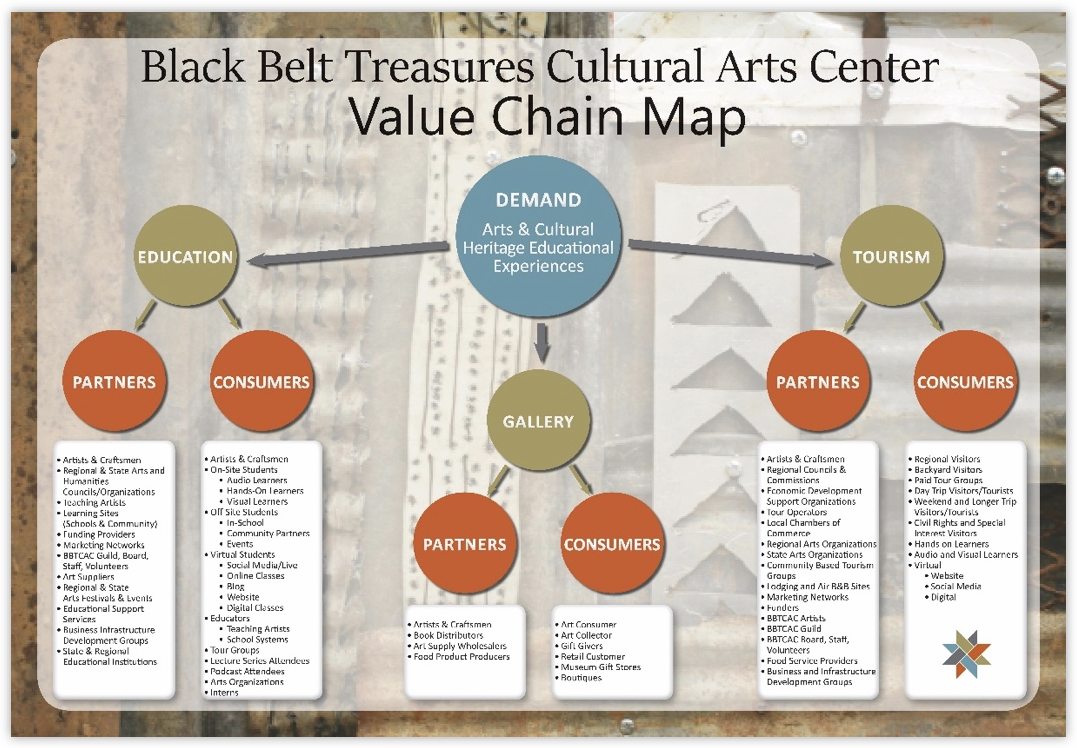 Black Belt Treasures Cultural Arts Center
Value Chain Map
DEMAND
Arts & Cultural
Heritage Educational
Experiences
EDUCATION
TOURISM
PARTNERS
CONSUMERS
GALLERY
PARTNERS
CONSUMERS
PARTNERS
CONSUMERS
• Artists & Craftsmen
• Regional & State Arts and
Humanities
Councils/Organizations
• Teaching Artists
• Learning Sites
(Schools & Community)
• Funding Providers
• Marketing Networks
• BBTCAC Guild, Board,
Staff, Volunteers
• Art Suppliers
• Regional & State
Arts Festivals & Events
• Educational Support
Services
• Business Infrastructure
Development Groups
• State & Regional
Educational Institutions
• Artists & Craftsmen
• On-Site Students
• Audio Learners
• Hands-On Learners
• Visual Learners
• Off Site Students
• In-School
• Community Partners
• Events
• Virtual Students
• Social Media/Live
• Online Classes
• Blog
• Website
• Digital Classes
• Educators
• Teaching Artists
• School Systems
• Tour Groups
• Lecture Series Attendees
• Podcast Attendees
• Arts Organizations
• Interns
• Artists & Craftsmen
• Book Distributors
• Art Supply Wholesalers
• Food Product Producers
• Art Consumer
• Art Collector
• Gift Givers
• Retail Customer
• Museum Gift Stores
• Boutiques
• Artists & Craftsmen
• Regional Councils &
Commissions
• Economic Development
Support Organizations
• Tour Operators
• Local Chambers of
Commerce
• Regional Arts Organizations
• State Arts Organizations
• Community Based Tourism
Groups
• Lodging and Air B&B Sites
• Marketing Networks
• Funders
• BBTCAC Artists
• BBTCAC Guild
• BBTCAC Board, Staff,
Volunteers
• Food Service Providers
• Business and Infrastructure
Development Groups
• Regional Visitors
• Backyard Visitors
• Paid Tour Groups
• Day Trip Visitors/Tourists
• Weekend and Longer Trip
Visitors/Tourists
• Civil Rights and Special
Interest Visitors
• Hands on Learners
• Audio and Visual Learners
• Virtual
• Website
• Social Media
• Digital